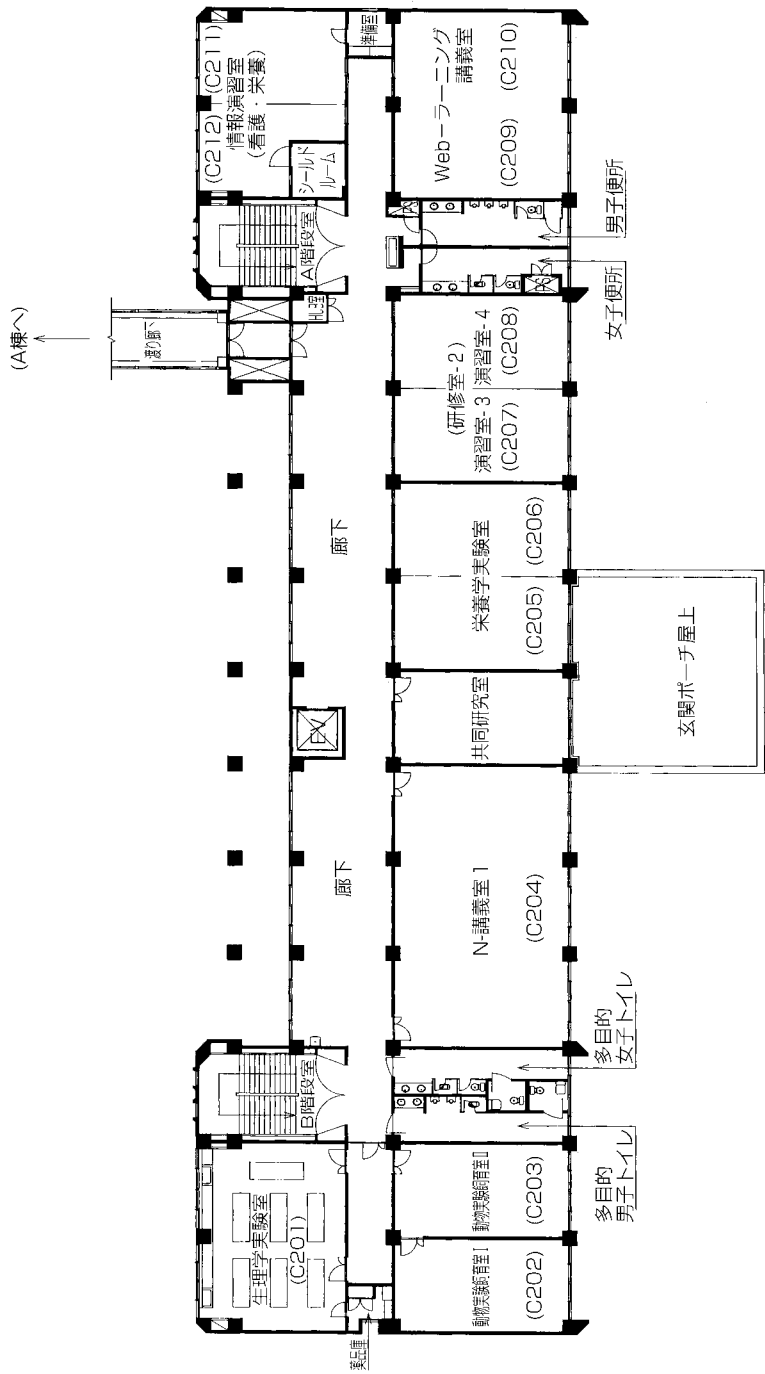 (A棟へ)
渡り廊下
生理学実験室
(C201)
B階段室
A階段室
(C212) (C211)
情報演習室
(看護・栄養)
シールド
ルーム
準備室
EV
廊下
廊下
薬品庫
動物実験飼育室Ⅰ
(C202)
動物実験飼育室Ⅱ
(C203)
N-講義室1
(C204)
共同研究室
栄養学実験室
(C205) (C206)
(研修室-2)
演習室-3 演習室-4
(C207) (C208)
PS
Web-ラーニング
講義室
(C209) (C210)
多目的
男子トイレ
多目的
女子トイレ
玄関ポーチ屋上
女子便所
男子便所